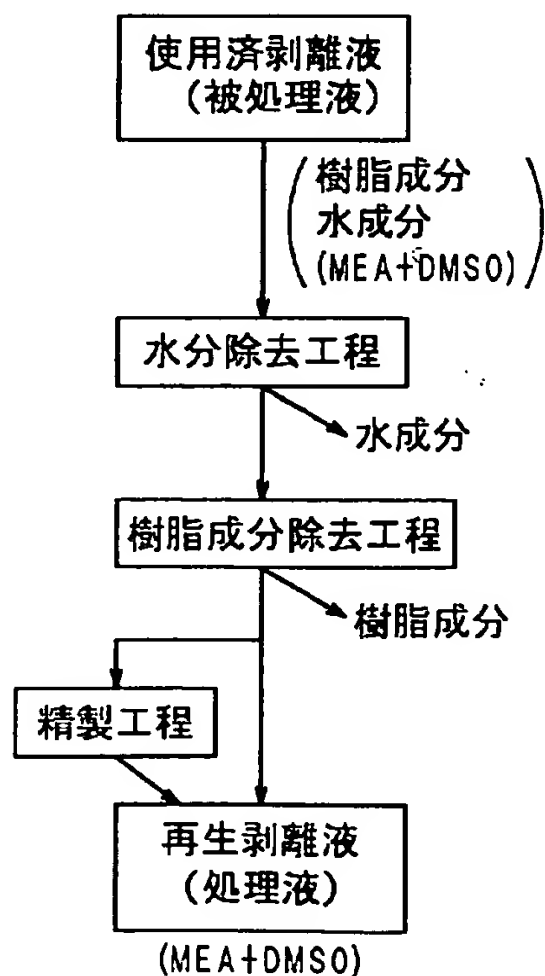 使用済剥離液
(被処理液)
樹脂成分
水成分
(MEA+DMSO)
水分除去工程
水成分
樹脂成分除去工程
樹脂成分
精製工程
再生剥離液
(処理液)
(MEA+DMSO)